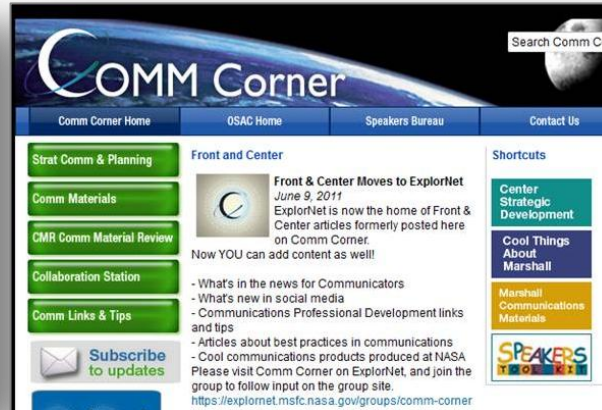 Search Comm C
COMM Corner
Comm Corner Home
OSAC Home
Speakers Bureau
Contact Us
Strat Comm & Planning
Comm Materials
CMR Comm Material Review
Collaboration Station
Comm Links & Tips
Subscribe
to updates
Front and Center
Front & Center Moves to ExplorNet
June 9, 2011
ExplorNet is now the home of Front &
Center articles formerly posted here
on Comm Corner.
Now YOU can add content as well!
- What's in the news for Communicators
- What's new in social media
- Communications Professional Development links
and tips
- Articles about best practices in communications
- Cool communications products produced at NASA
Please visit Comm Corner on ExplorNet, and join the
group to follow input on the group site.
https://explornet.msfc.nasa.gov/groups/comm-corner
Shortcuts
Center
Strategic
Development
Cool Things
About
Marshall
Marshall
Communications
Materials
SPEAKERS
TOOL KIT